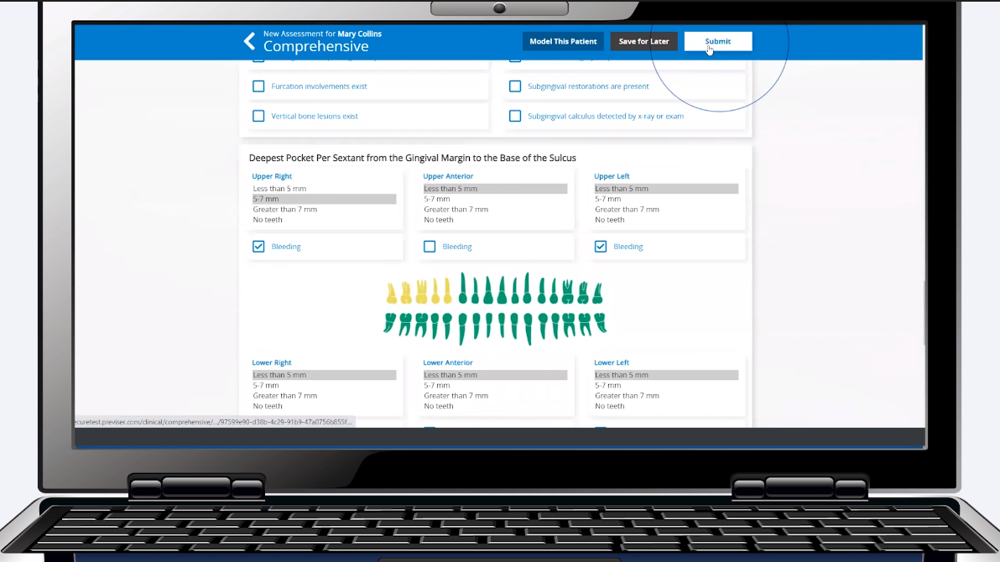 New Assessment for Mary Collins
Comprehensive
Model This Patient
Save for Later
Submit
Furcation involvements exist
Subgingival restorations are present
Vertical bone lesions exist
Subgingival calculus detected by x-ray or exam
Deepest Pocket Per Sextant from the Gingival Margin to the Base of the Sulcus
Upper Right
Less than 5 mm
5-7 mm
Greater than 7 mm
No teeth
Bleeding
Upper Anterior
Less than 5 mm
5-7 mm
Greater than 7 mm
No teeth
Bleeding
Upper Left
Less than 5 mm
5-7 mm
Greater than 7 mm
No teeth
Bleeding
Lower Right
Less than 5 mm
5-7 mm
Greater than 7 mm
No teeth
Lower Anterior
Less than 5 mm
5-7 mm
Greater than 7 mm
No teeth
Lower Left
Less than 5 mm
5-7 mm
Greater than 7 mm
No teeth
ecuretest.previser.com/clinical/comprehensive/.../97599e90-d38b-4c29-91b9-47a0756b855f...